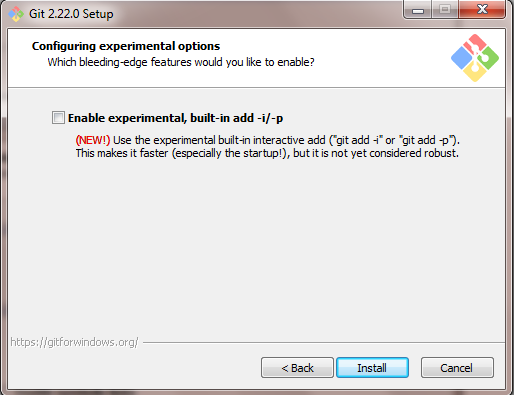 Git 2.22.0 Setup
Configuring experimental options
Which bleeding-edge features would you like to enable?
Enable experimental, built-in add -i/-p
(NEW!) Use the experimental built-in interactive add ("git add -i" or "git add -p").
This makes it faster (especially the startup!), but it is not yet considered robust.
https://gitforwindows.org/
< Back Install Cancel